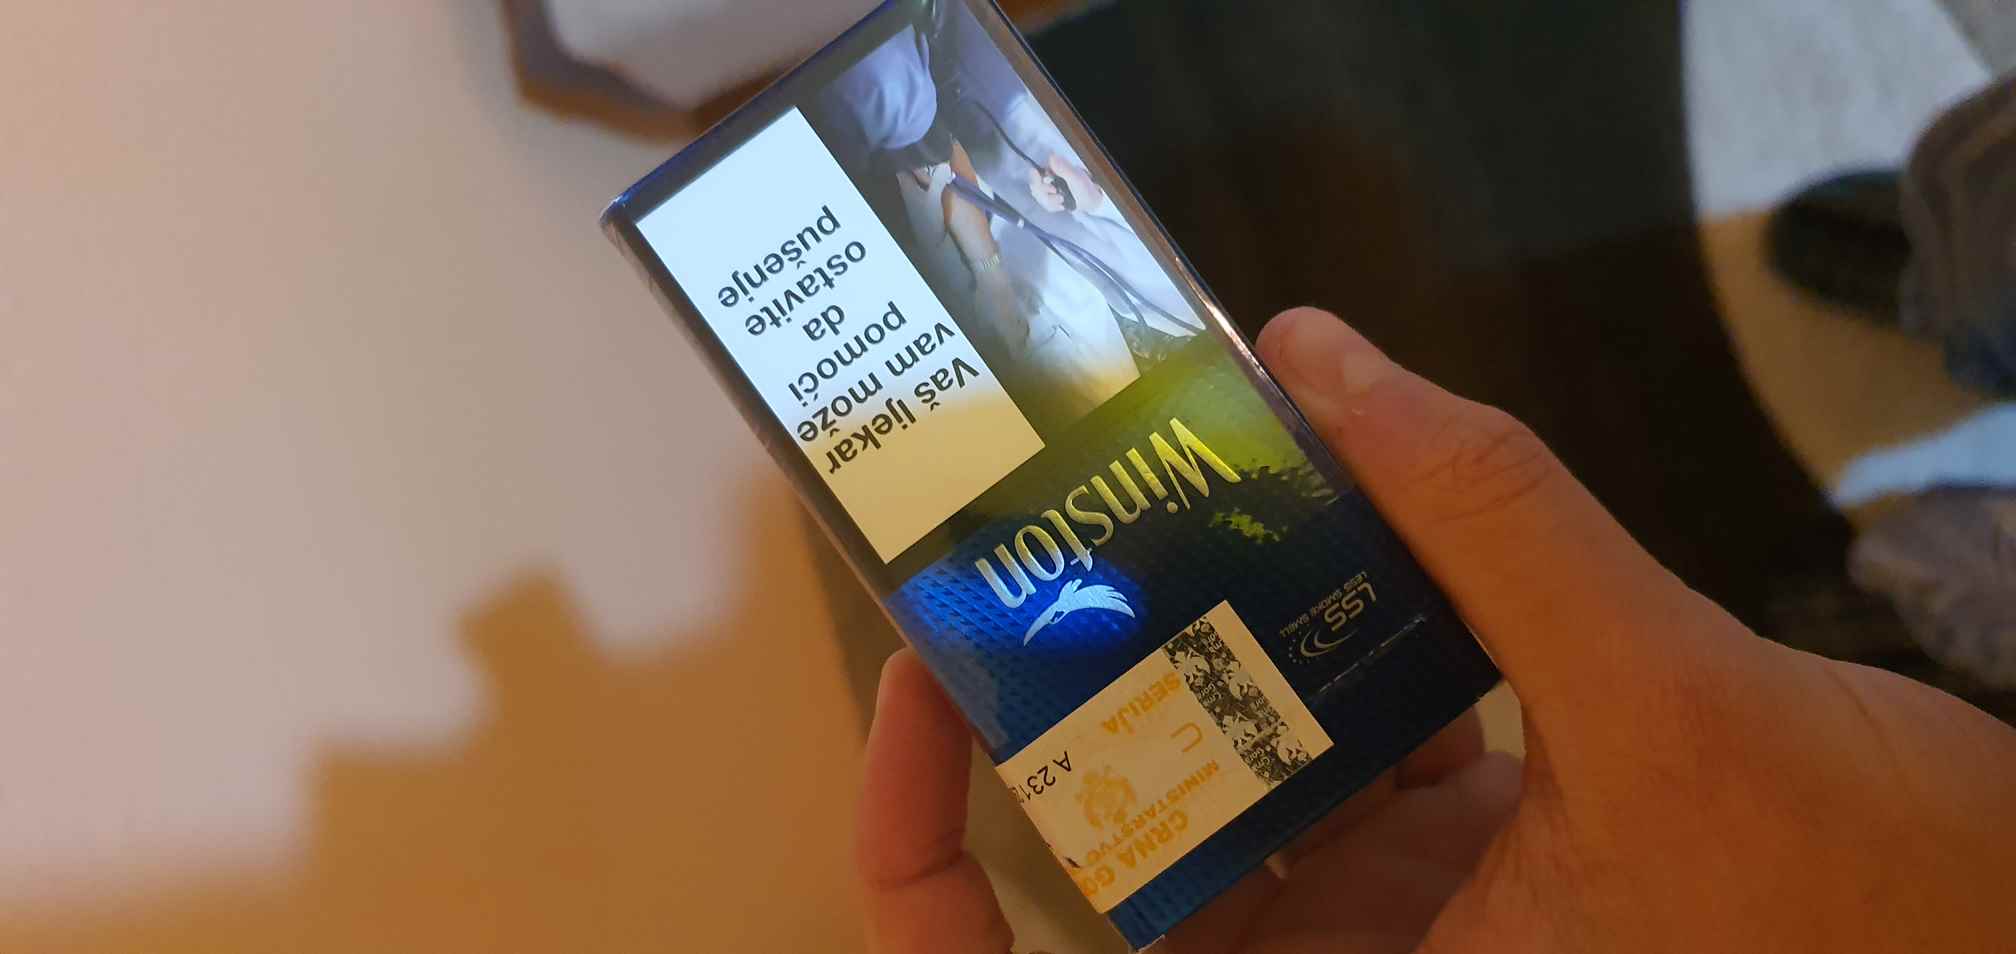 Vaš ljekar
vam može
pomoći
da
ostavite
pušenje
Winston
LSS
LESS SMOKE SMELL
SERIJA
C
A 231
MINISTARSTVO
CRNA GO